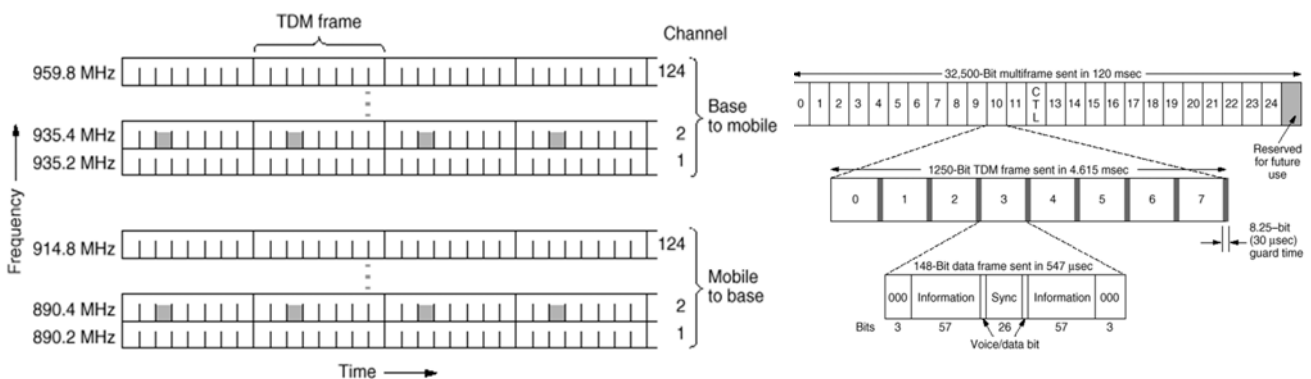 TDM frame
Channel
959.8 MHz
124
935.4 MHz
2
935.2 MHz
1
Base
to mobile
914.8 MHz
124
890.4 MHz
2
890.2 MHz
1
Mobile
to base
Frequency
Time
32,500-Bit multiframe sent in 120 msec
0 1 2 3 4 5 6 7 8 9 10 11 C T L 13 14 15 16 17 18 19 20 21 22 23 24
Reserved
for future
use
1250-Bit TDM frame sent in 4.615 msec
0 1 2 3 4 5 6 7
8.25–bit
(30 μsec)
guard time
148-Bit data frame sent in 547 μsec
000 Information Sync Information 000
Bits 3 57 26 57 3
Voice/data bit